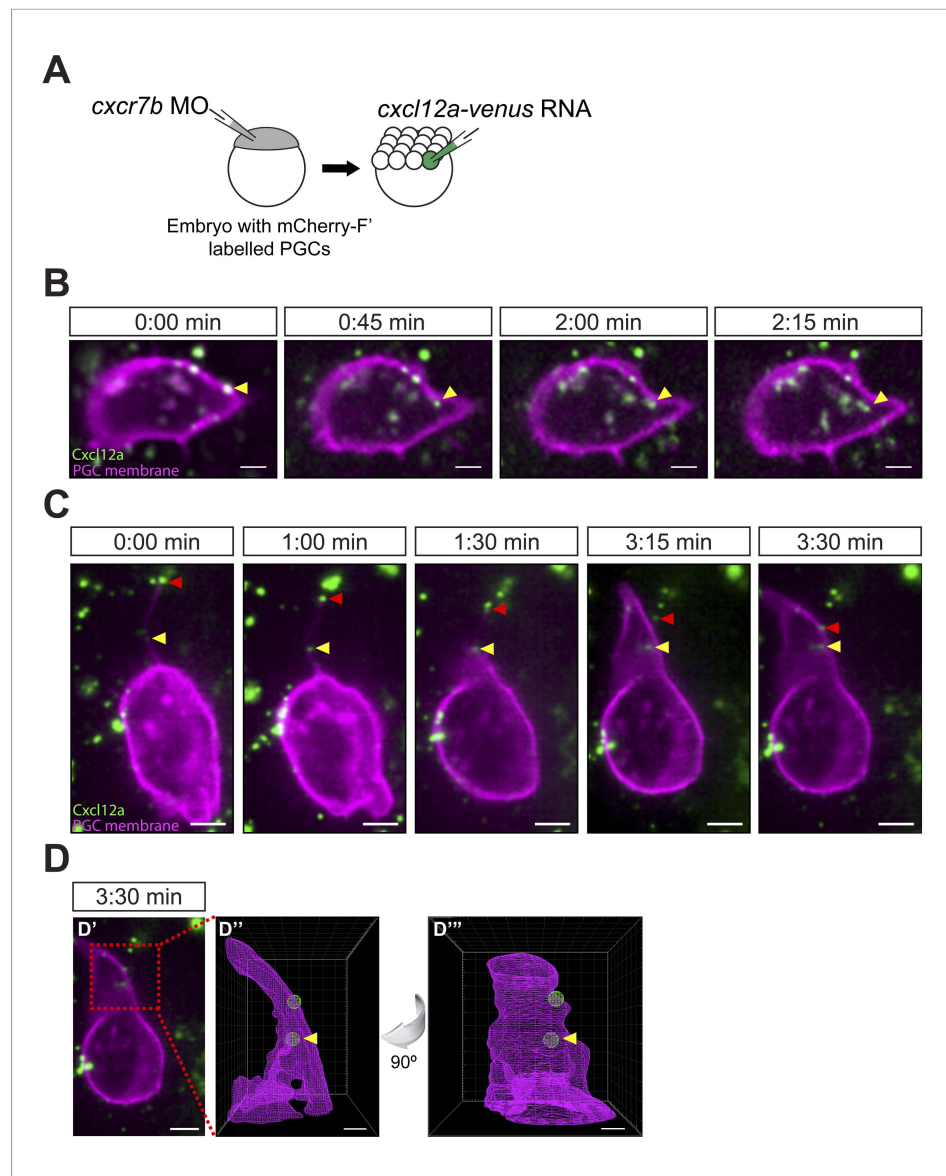 A
cxcr7b MO
cxcl12a-venus RNA
Embryo with mCherry-F'
labelled PGCs
B
0:00 min
0:45 min
2:00 min
2:15 min
Cxcl12a
PGC membrane
C
0:00 min
1:00 min
1:30 min
3:15 min
3:30 min
Cxcl12a
PGC membrane
D
3:30 min
D'
D''
D'''
90º